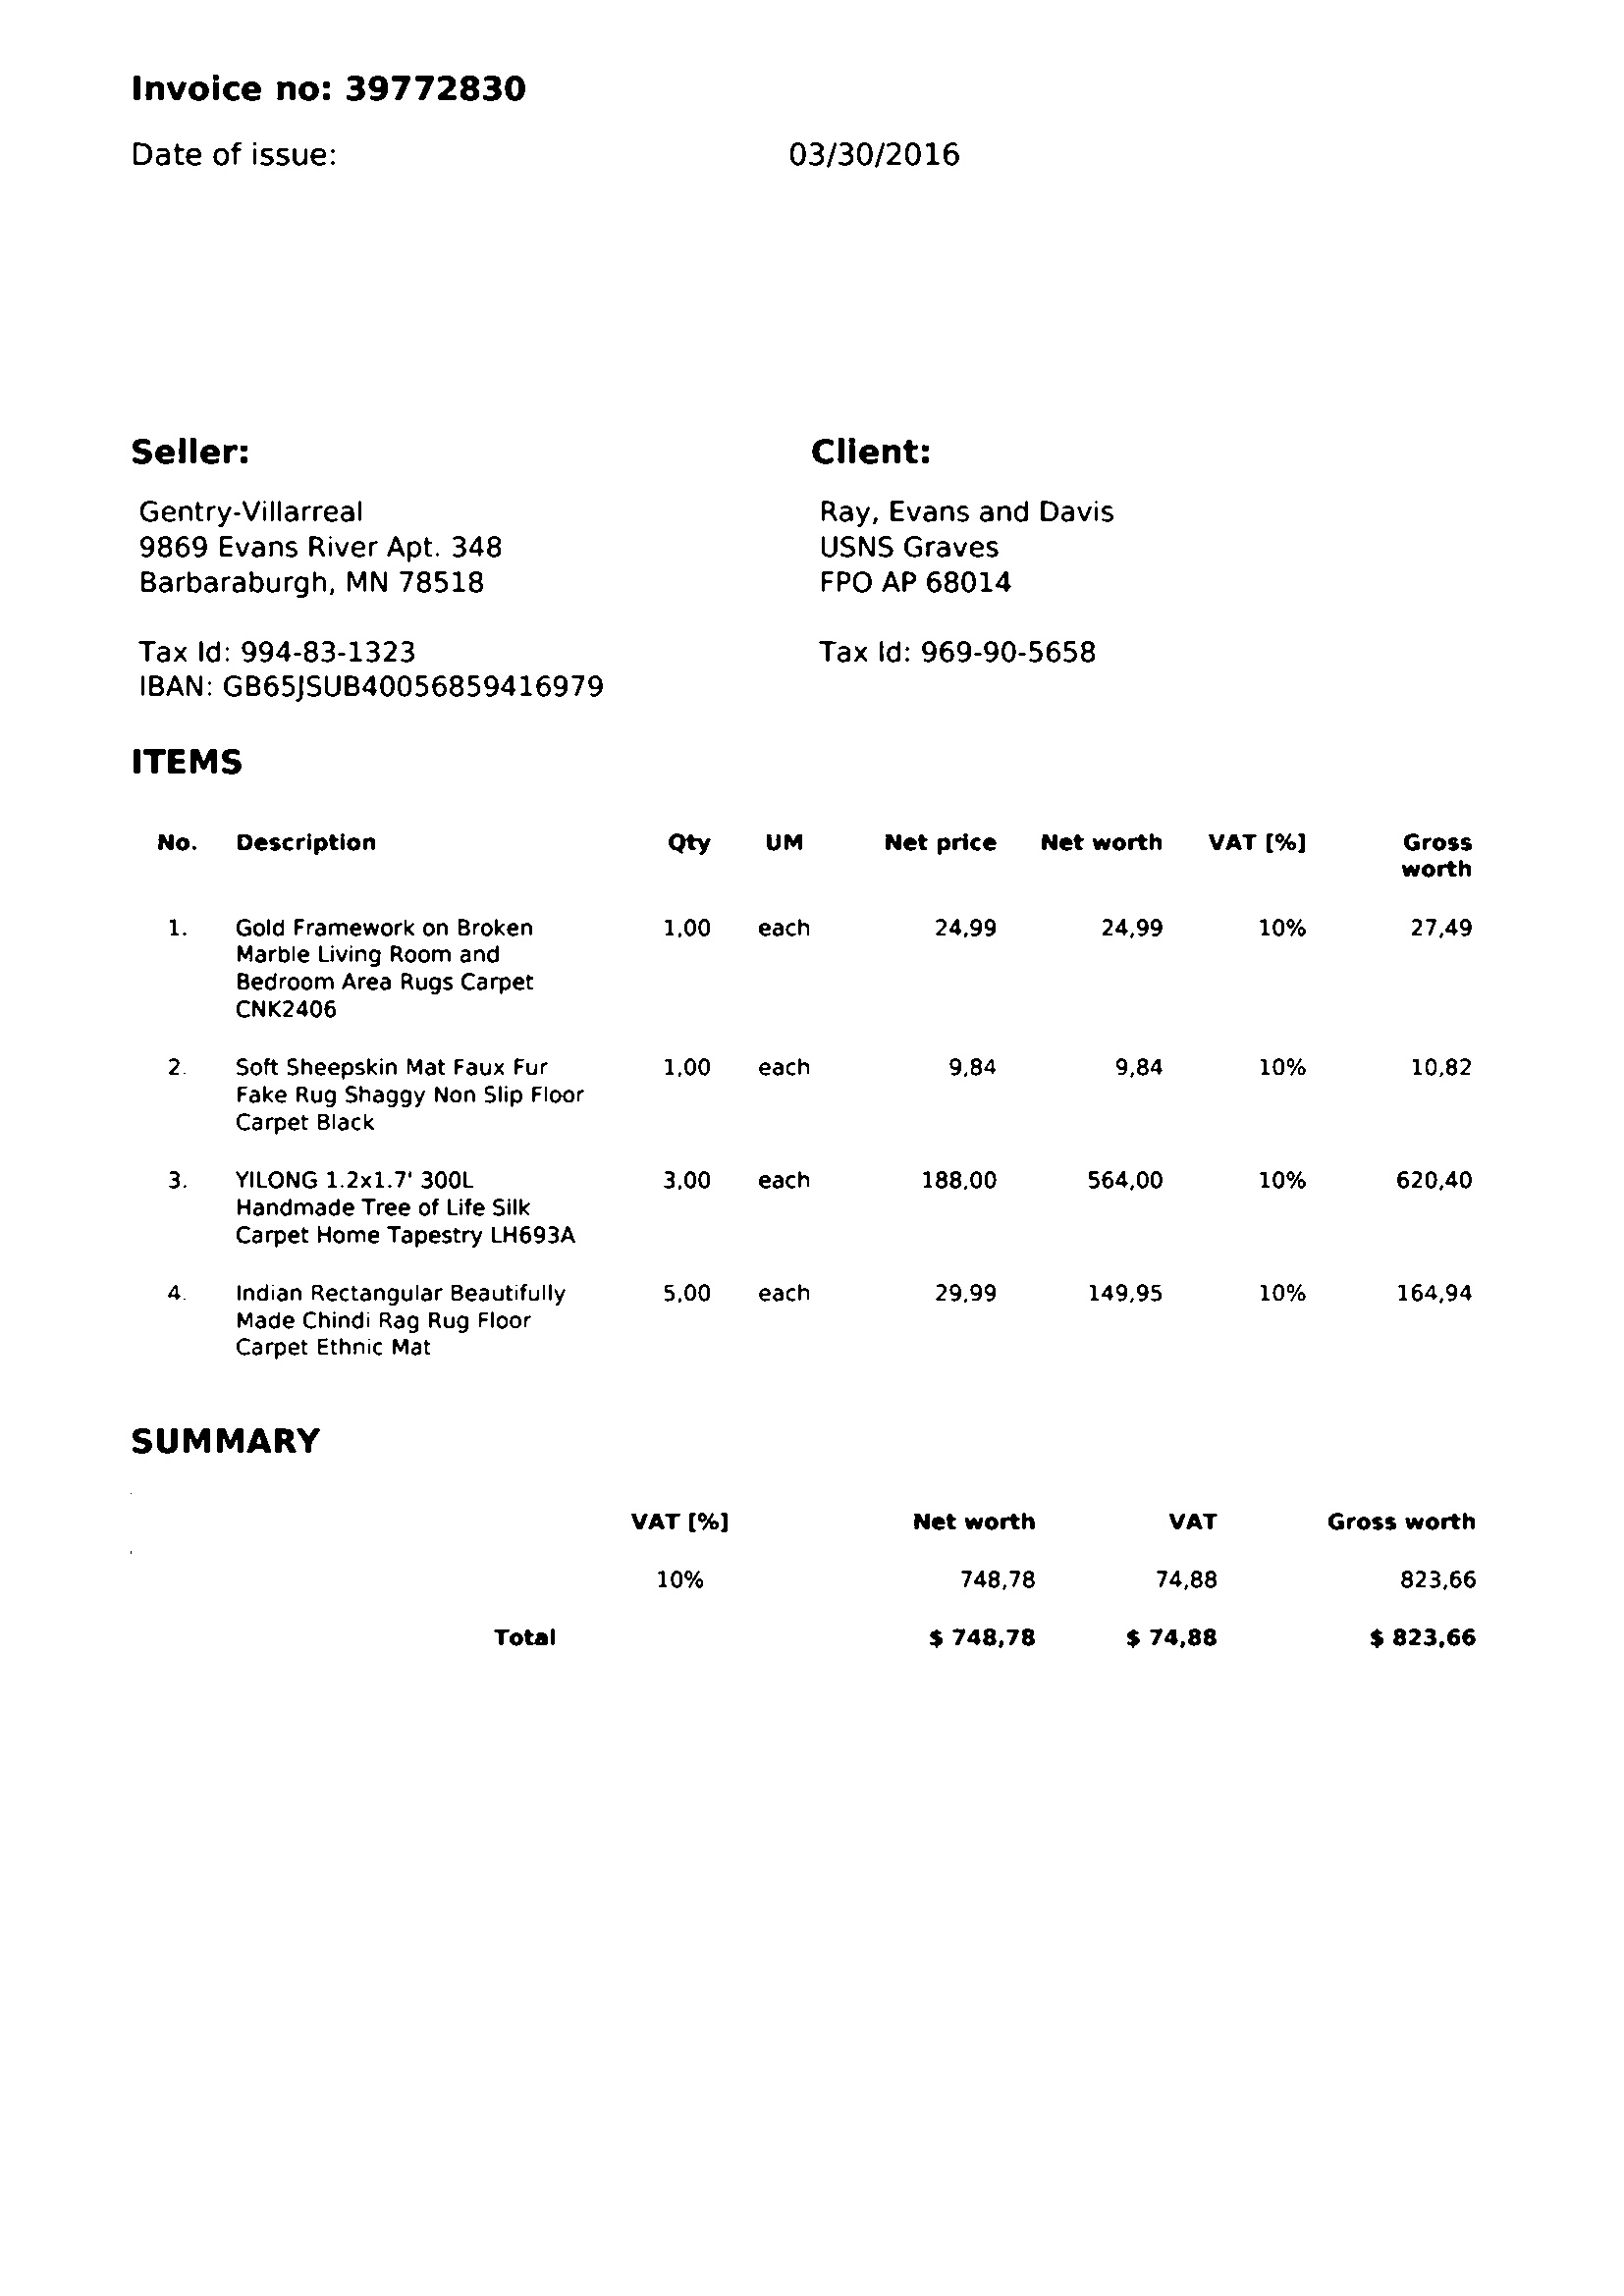 Invoice no: 39772830
Date of issue: 03/30/2016
Seller: Client:
Gentry-Villarreal Ray, Evans and Davis
9869 Evans River Apt. 348 USNS Graves
Barbaraburgh, MN 78518 FPO AP 68014
Tax Id: 994-83-1323 Tax Id: 969-90-5658
IBAN: GB65JSUB40056859416979
ITEMS
No. Description Qty UM Net price Net worth VAT [%] Gross
worth
1. Gold Framework on Broken 1,00 each 24,99 24,99 10% 27,49
Marble Living Room and
Bedroom Area Rugs Carpet
CNK2406
2. Soft Sheepskin Mat Faux Fur 1,00 each 9,84 9,84 10% 10,82
Fake Rug Shaggy Non Slip Floor
Carpet Black
3. YILONG 1.2x1.7' 300L 3,00 each 188,00 564,00 10% 620,40
Handmade Tree of Life Silk
Carpet Home Tapestry LH693A
4. Indian Rectangular Beautifully 5,00 each 29,99 149,95 10% 164,94
Made Chindi Rag Rug Floor
Carpet Ethnic Mat
SUMMARY
VAT [%] Net worth VAT Gross worth
10% 748,78 74,88 823,66
Total $ 748,78 $ 74,88 $ 823,66